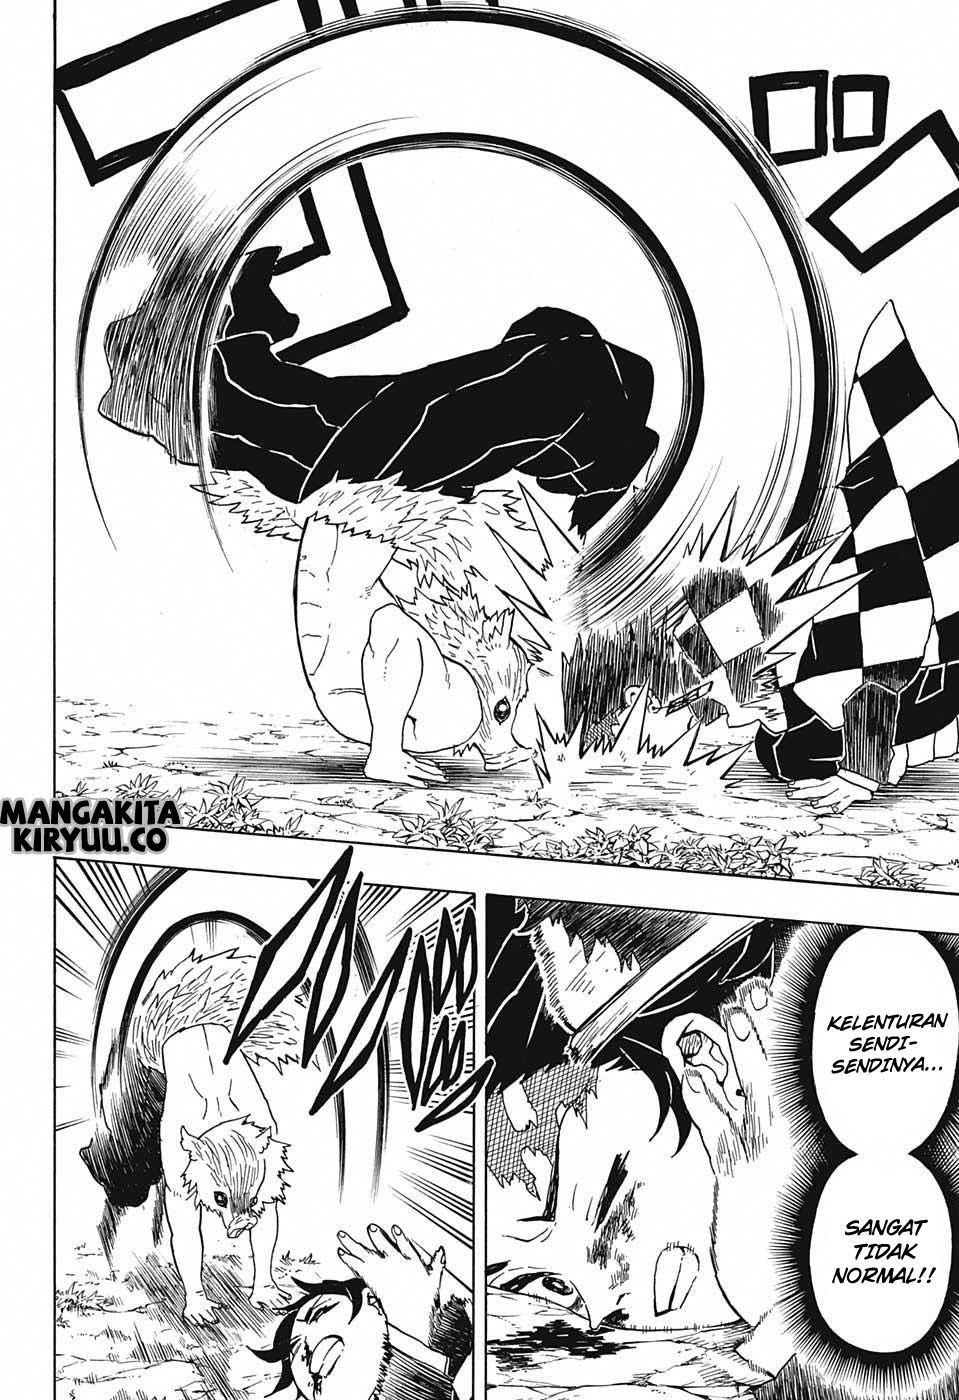 MANGAKITA
KIRYUU.CO
KELENTURAN
SENDI-
SENDINYA...
SANGAT
TIDAK
NORMAL!!